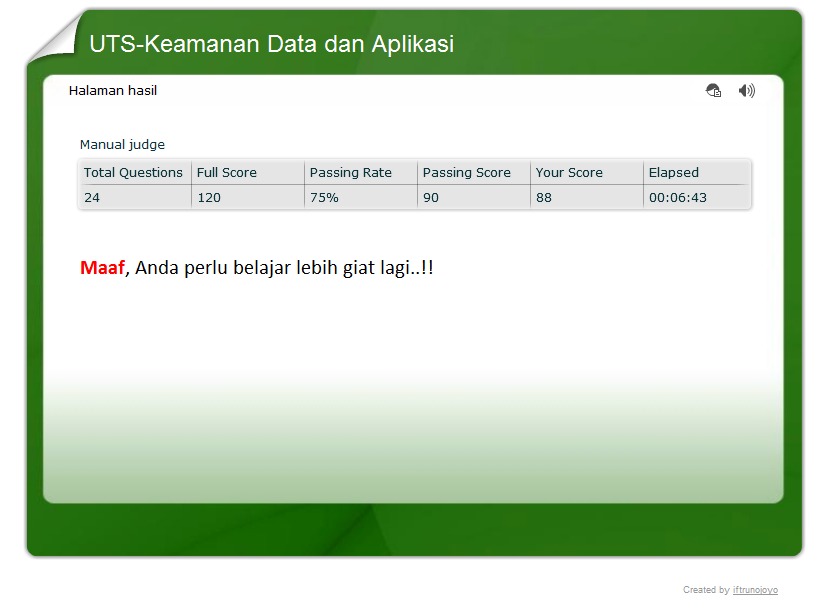 UTS-Keamanan Data dan Aplikasi
Halaman hasil
Manual judge
Total Questions Full Score Passing Rate Passing Score Your Score Elapsed
24 120 75% 90 88 00:06:43
Maaf, Anda perlu belajar lebih giat lagi..!!
Created by iftrunojoyo